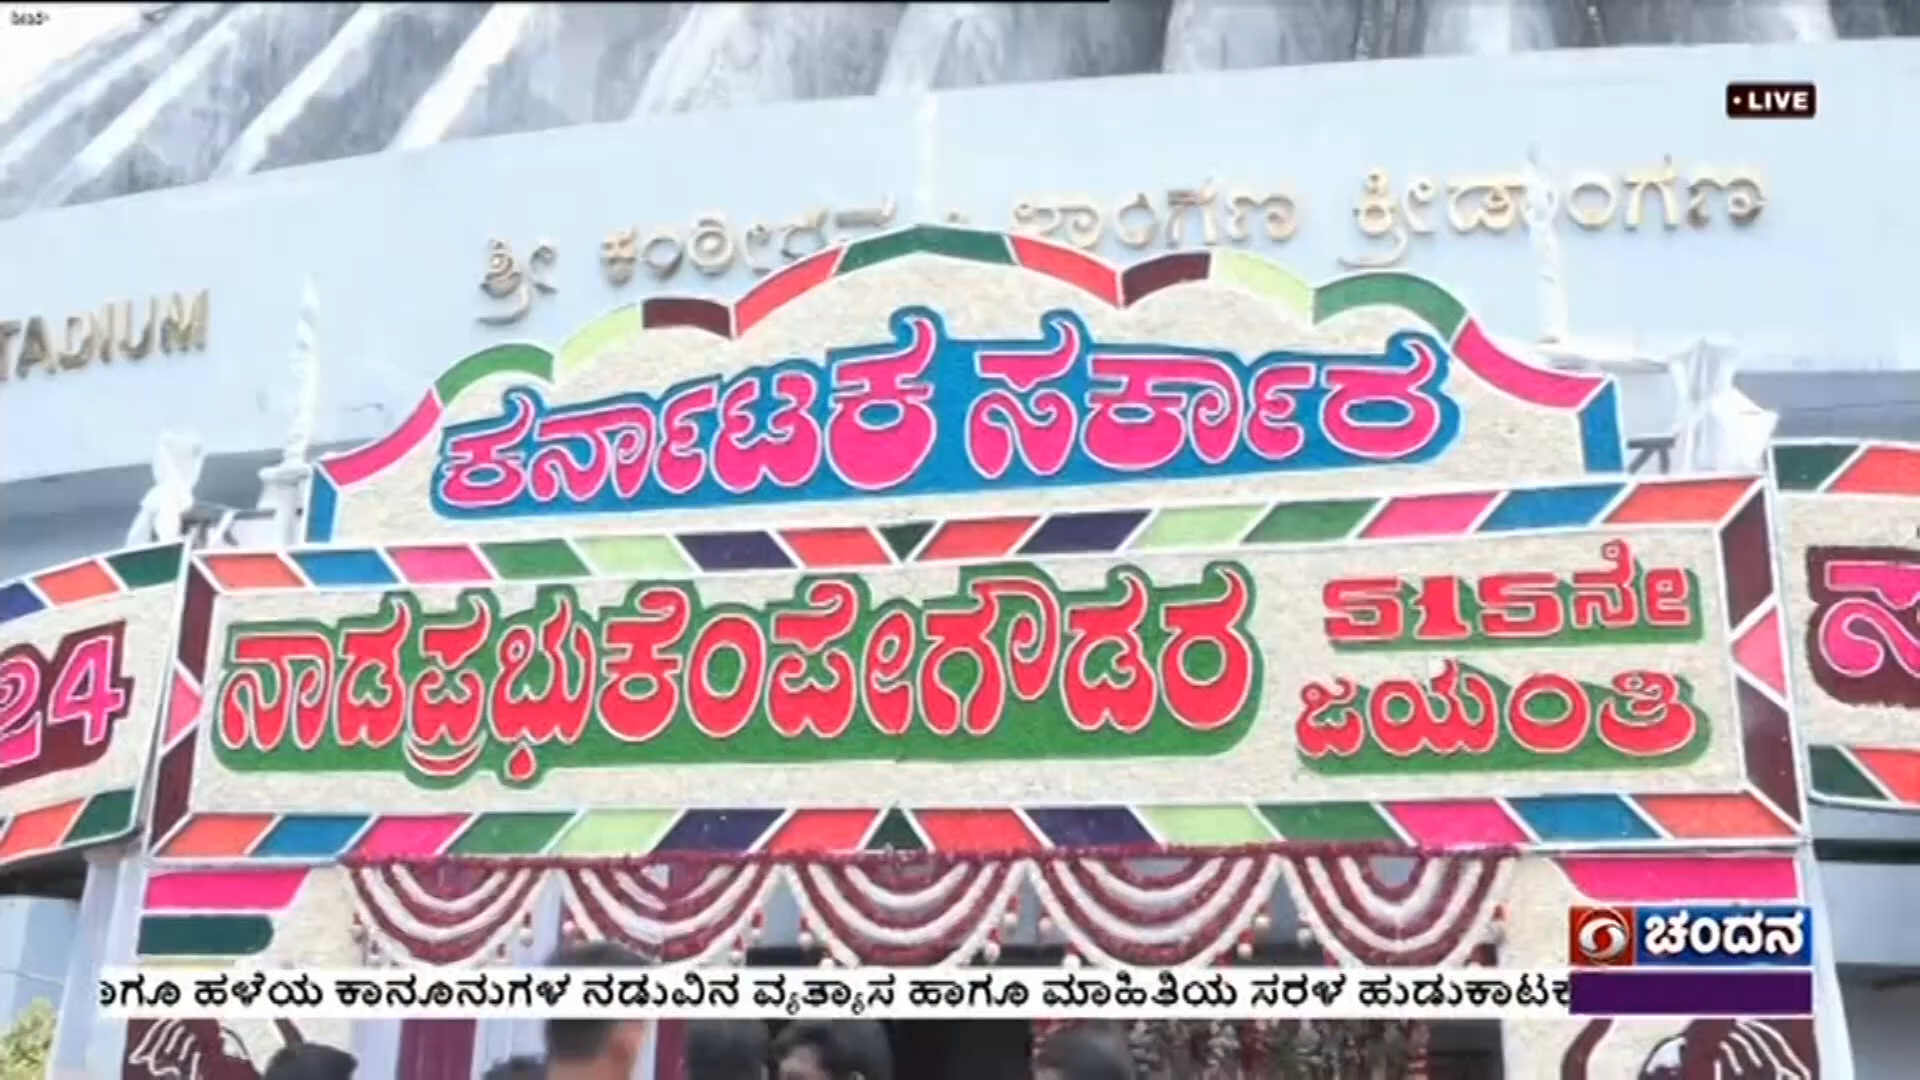 LIVE
ಶ್ರೀ ಕಂಠೀರವ ಕ್ರೀಡಾಂಗಣ
TADIUM
ಕರ್ನಾಟಕ ಸರ್ಕಾರ
ನಾಡಪ್ರಭು ಕೆಂಪೇಗೌಡರ
515ನೇ
ಜಯಂತಿ
24
ಚಂದನ
ಹಳೆಯ ಕಾನೂನುಗಳ ನಡುವಿನ ವ್ಯತ್ಯಾಸ ಹಾಗೂ ಮಾಹಿತಿಯ ಸರಳ ಹುಡುಕಾಟಕ